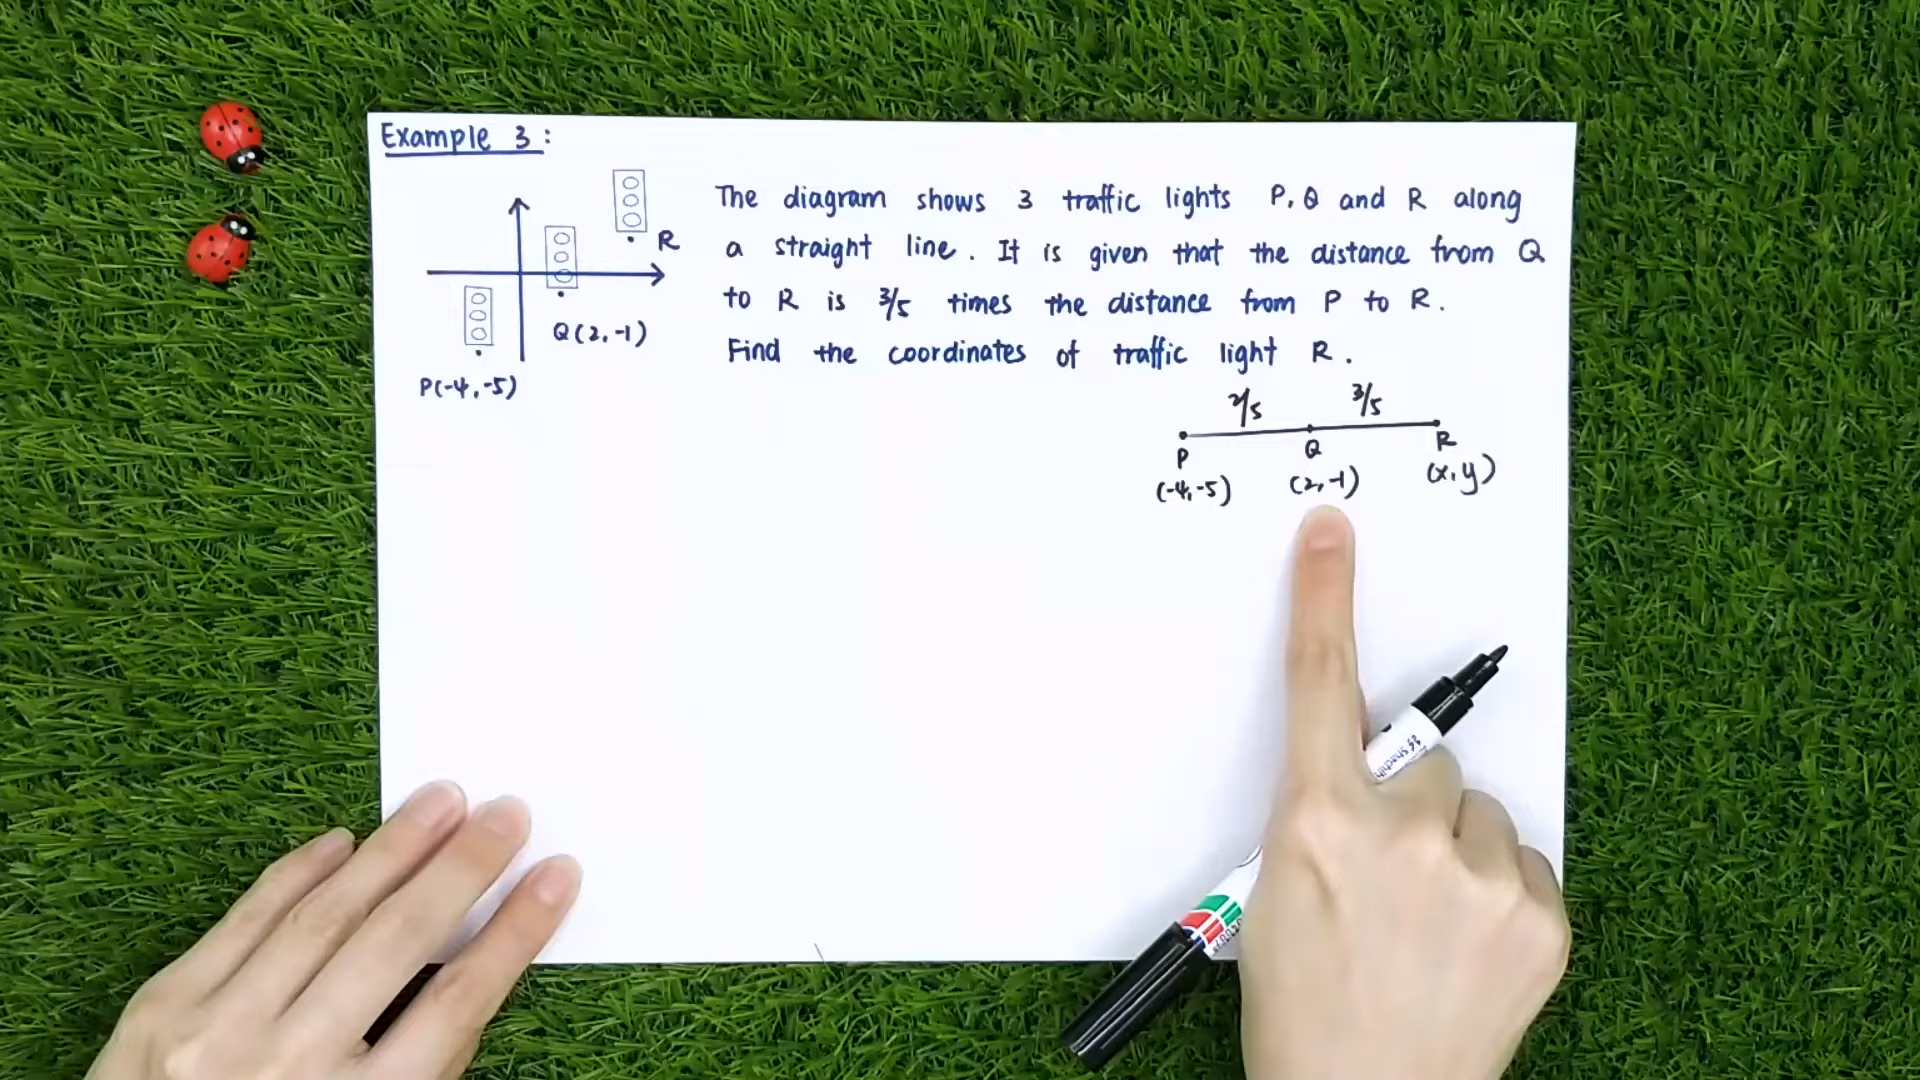 Example 3:
The diagram shows 3 traffic lights P, Q and R along
a straight line. It is given that the distance from Q
to R is 3/5 times the distance from P to R.
Find the coordinates of traffic light R.
R
Q(2, -1)
P(-4, -5)
2/5 3/5
P Q R
(-4, -5) (2, -1) (x, y)